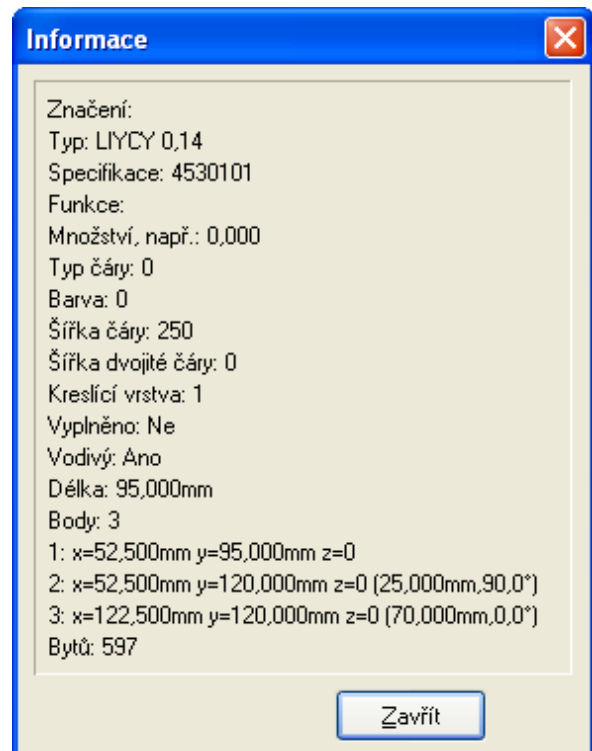 Informace
Značení:
Typ: LIYCY 0,14
Specifikace: 4530101
Funkce:
Množství, např.: 0,000
Typ čáry: 0
Barva: 0
Šířka čáry: 250
Šířka dvojité čáry: 0
Kreslící vrstva: 1
Vyplněno: Ne
Vodivý: Ano
Délka: 95,000mm
Body: 3
1: x=52,500mm y=95,000mm z=0
2: x=52,500mm y=120,000mm z=0 (25,000mm,90,0°)
3: x=122,500mm y=120,000mm z=0 (70,000mm,0,0°)
Bytů: 597
Zavřít